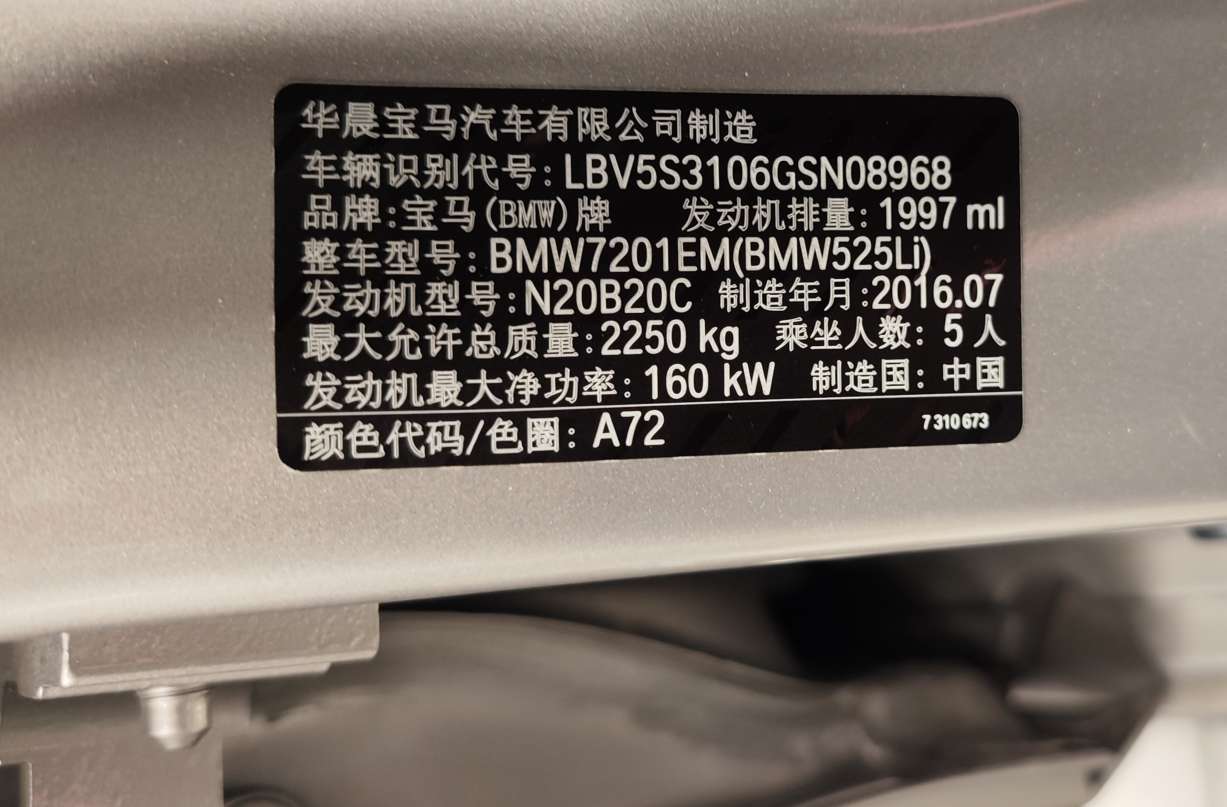 华晨宝马汽车有限公司制造
车辆识别代号:LBV5S3106GSN08968
品牌:宝马(BMW)牌 发动机排量:1997 ml
整车型号:BMW7201EM(BMW525Li)
发动机型号:N20B20C 制造年月:2016.07
最大允许总质量:2250 kg 乘坐人数: 5 人
发动机最大净功率:160 kW 制造国: 中国
颜色代码/色圈: A72 7 310 673